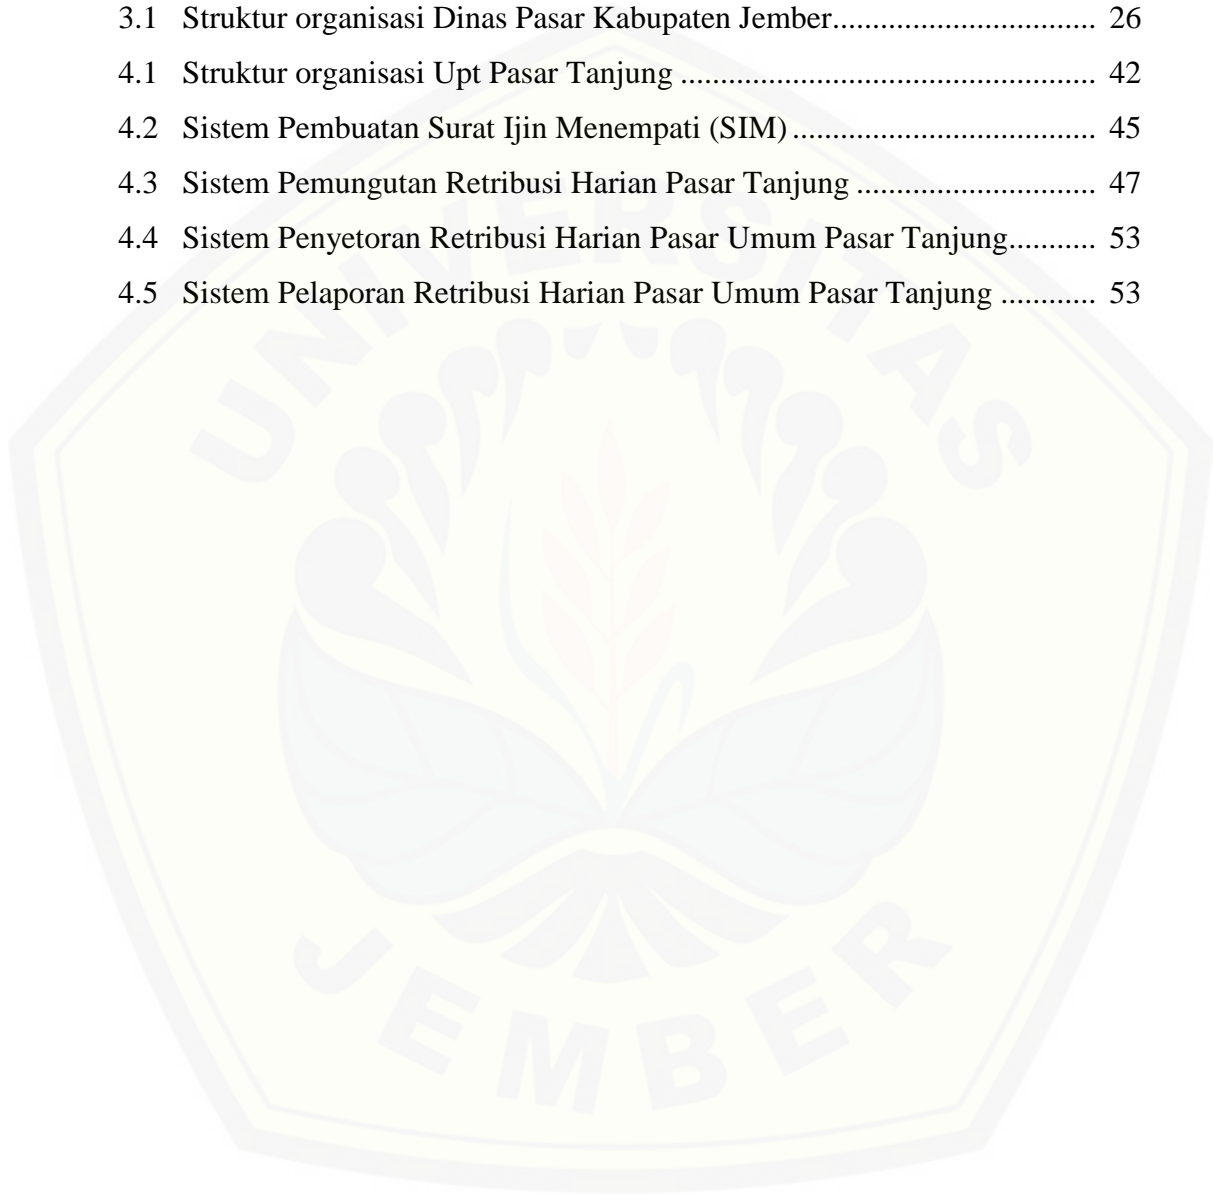 3.1 Struktur organisasi Dinas Pasar Kabupaten Jember............................... 26
4.1 Struktur organisasi Upt Pasar Tanjung ................................................. 42
4.2 Sistem Pembuatan Surat Ijin Menempati (SIM) .................................... 45
4.3 Sistem Pemungutan Retribusi Harian Pasar Tanjung ............................ 47
4.4 Sistem Penyetoran Retribusi Harian Pasar Umum Pasar Tanjung........... 53
4.5 Sistem Pelaporan Retribusi Harian Pasar Umum Pasar Tanjung ............ 53
UNIVERSITAS
JEMBER